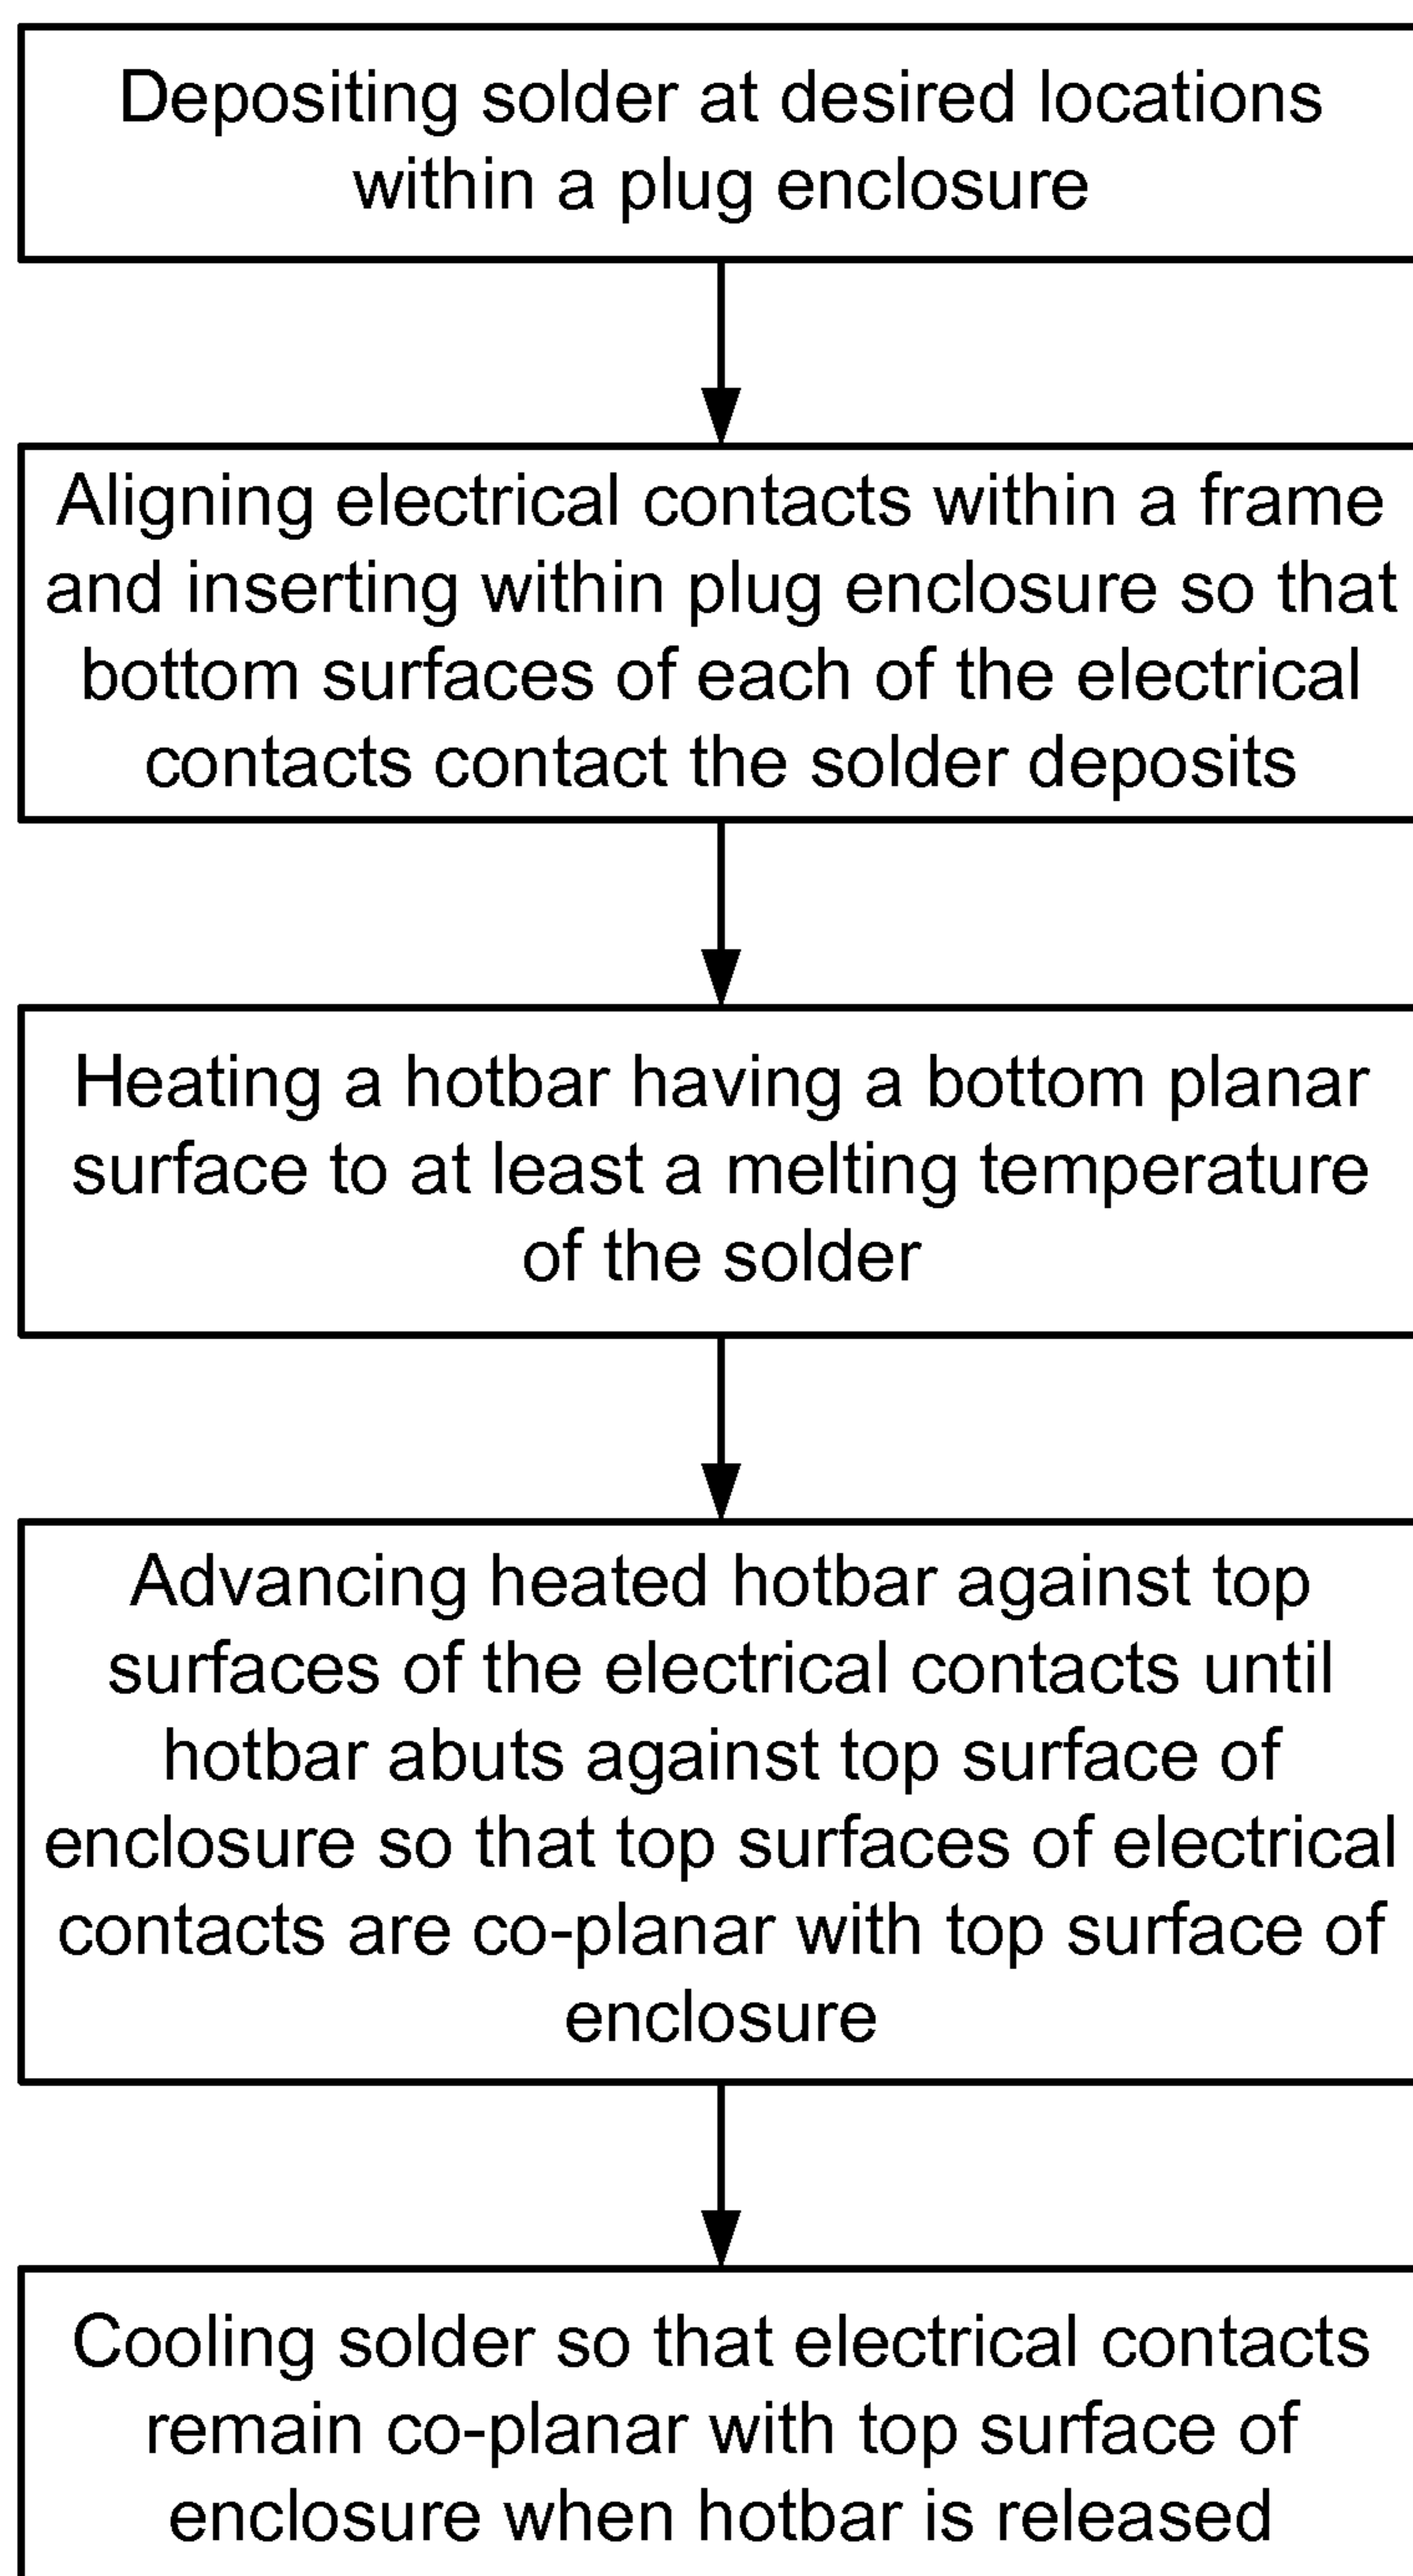 Depositing solder at desired locations
within a plug enclosure
Aligning electrical contacts within a frame
and inserting within plug enclosure so that
bottom surfaces of each of the electrical
contacts contact the solder deposits
Heating a hotbar having a bottom planar
surface to at least a melting temperature
of the solder
Advancing heated hotbar against top
surfaces of the electrical contacts until
hotbar abuts against top surface of
enclosure so that top surfaces of electrical
contacts are co-planar with top surface of
enclosure
Cooling solder so that electrical contacts
remain co-planar with top surface of
enclosure when hotbar is released